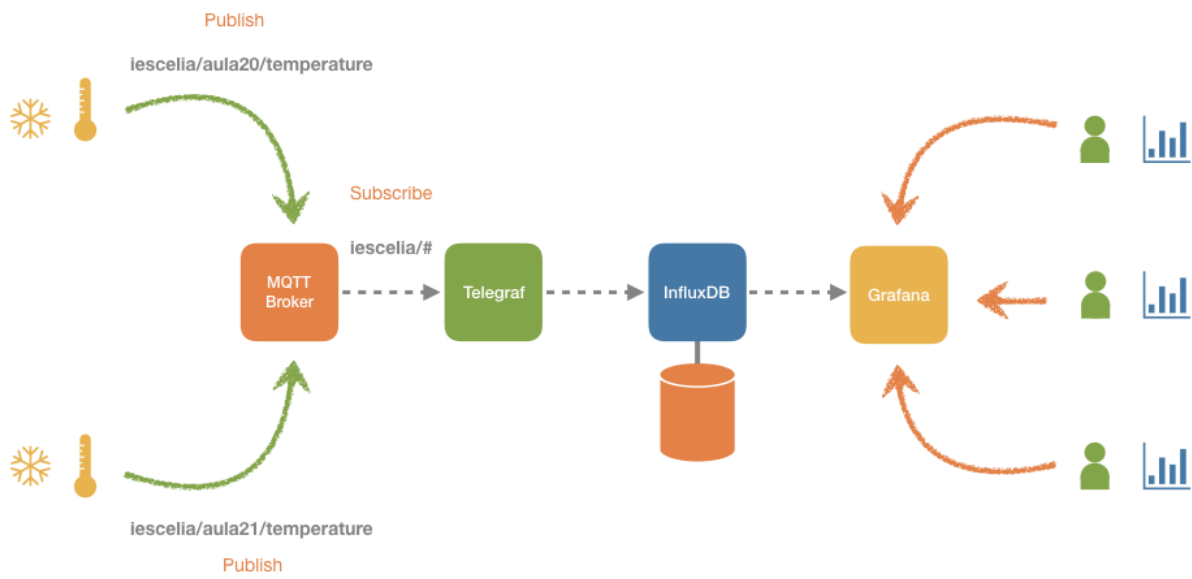 Publish
iescelia/aula20/temperature
Subscribe
iescelia/#
MQTT
Broker
Telegraf
InfluxDB
Grafana
iescelia/aula21/temperature
Publish